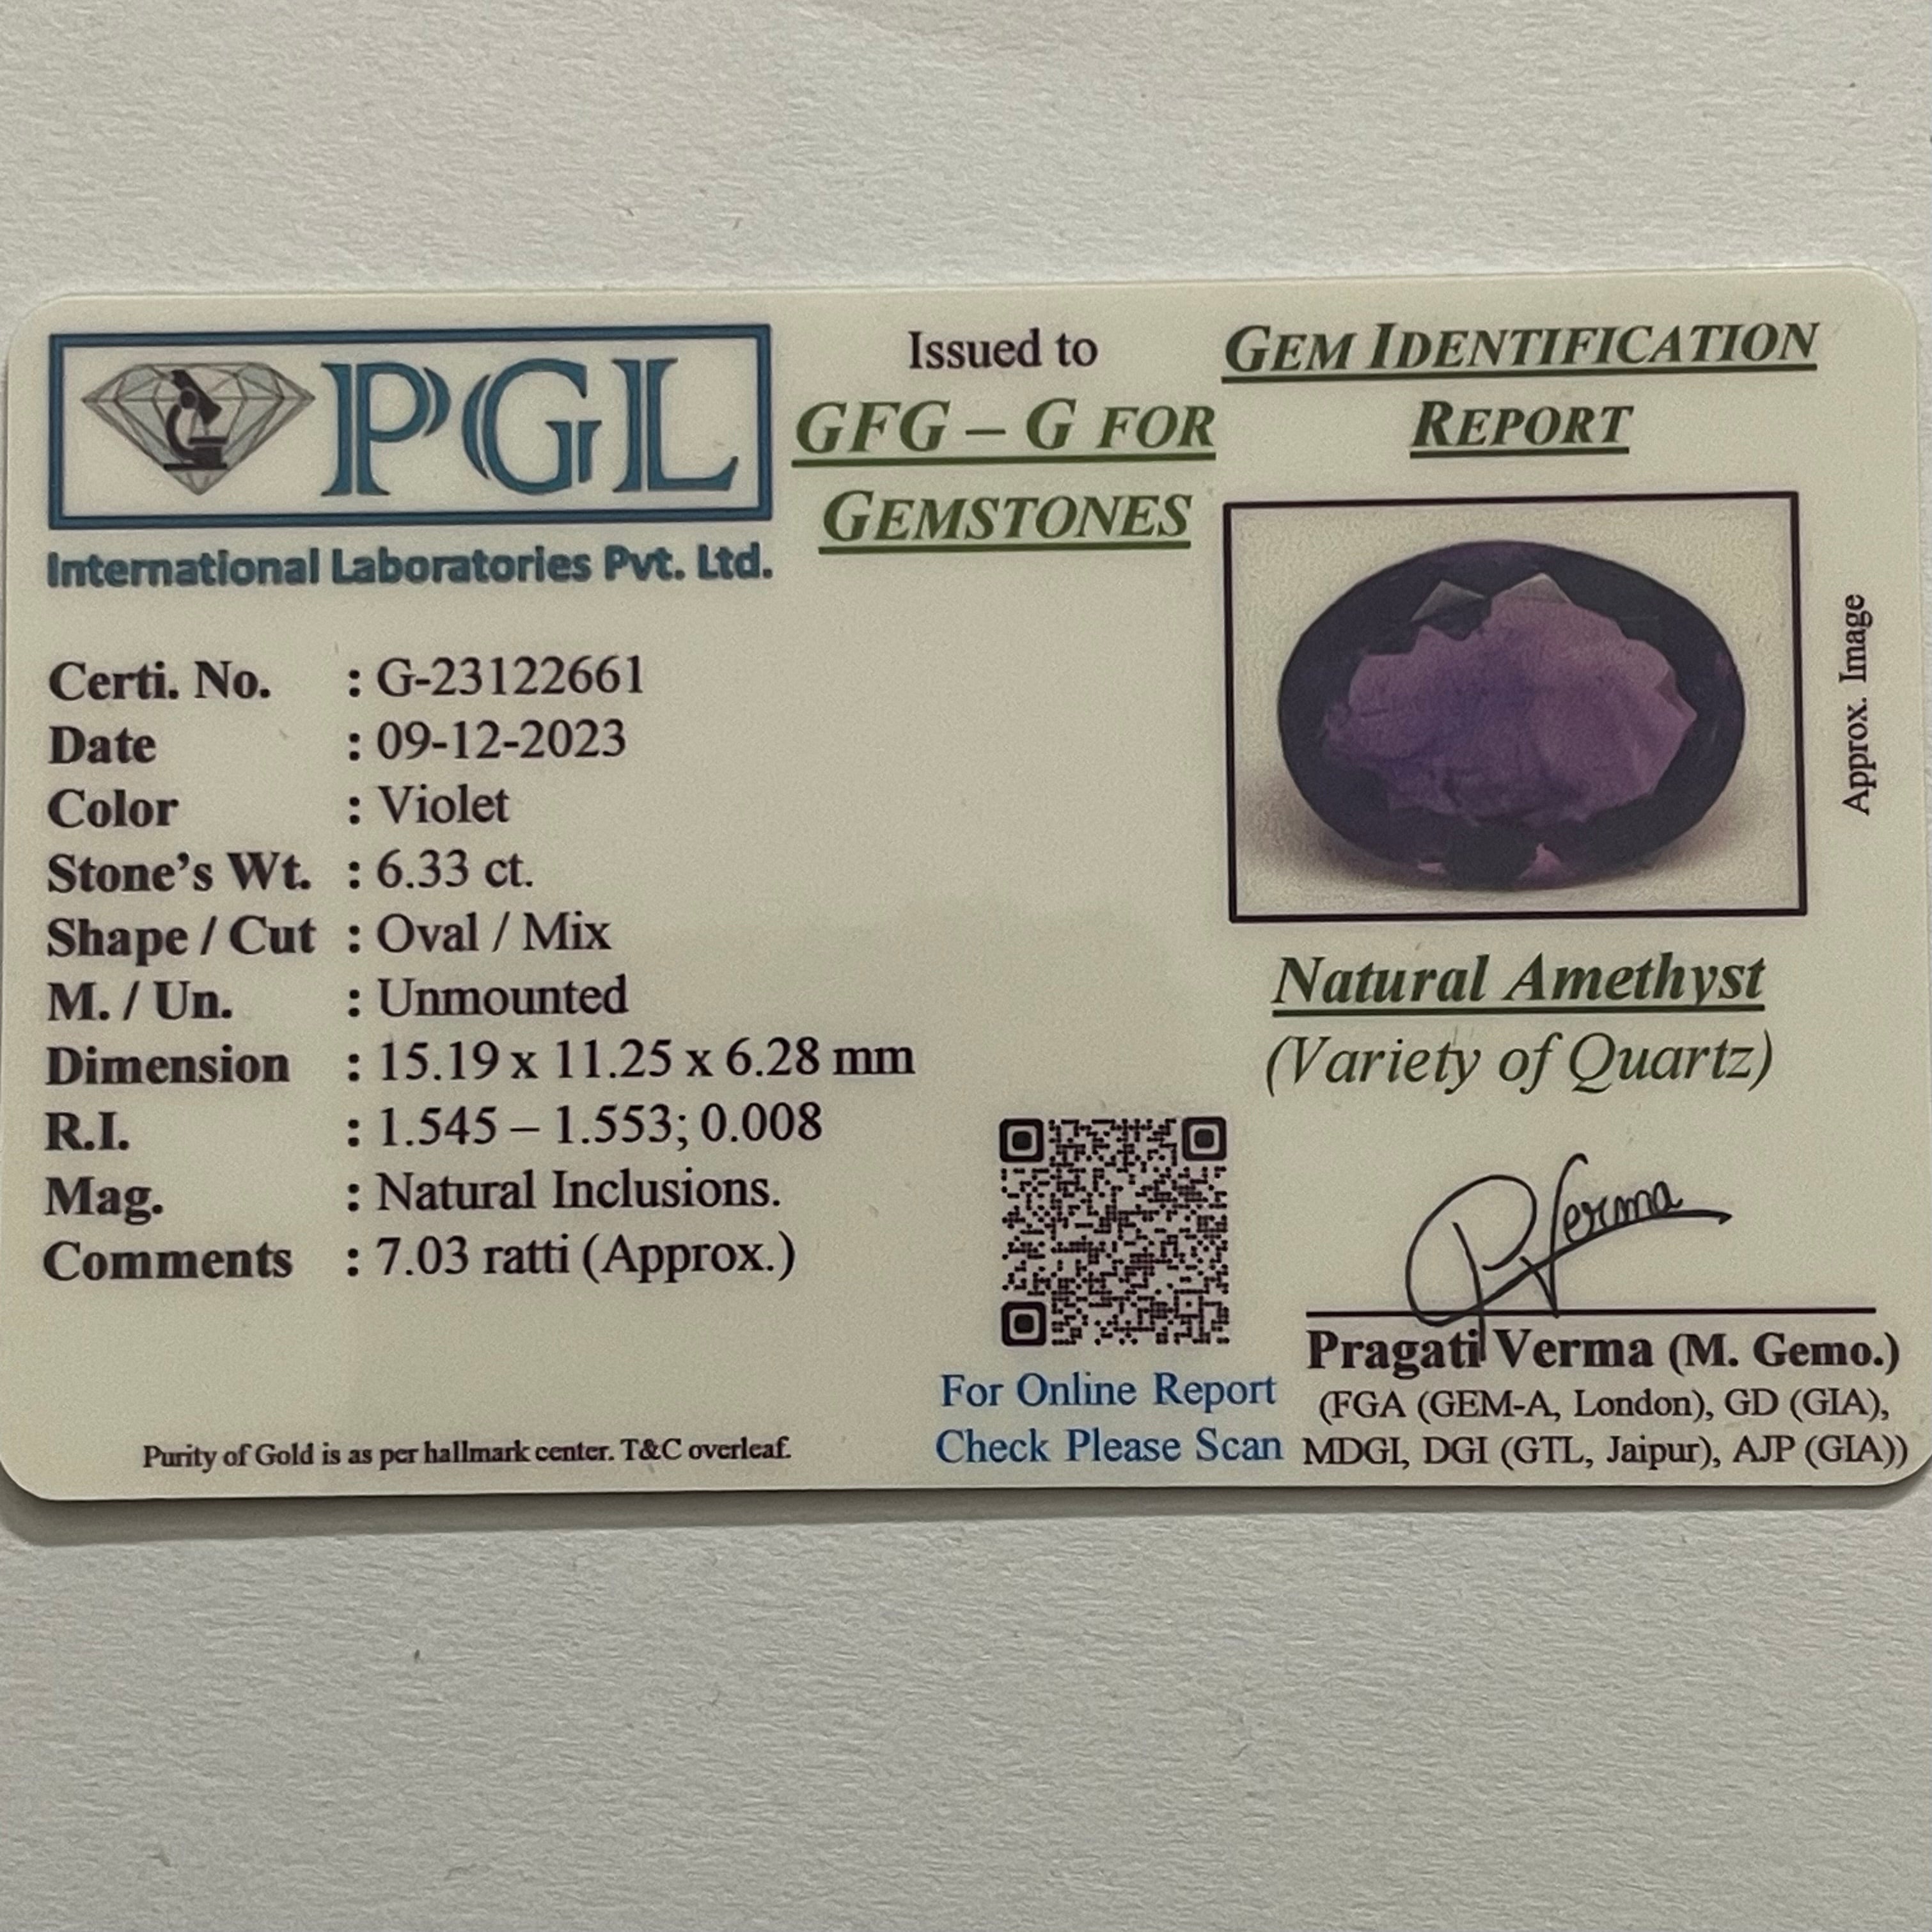 PGL
International Laboratories Pvt. Ltd.
Issued to
GFG – G FOR
GEMSTONES
GEM IDENTIFICATION
REPORT
Certi. No. : G-23122661
Date : 09-12-2023
Color : Violet
Stone’s Wt. : 6.33 ct.
Shape / Cut : Oval / Mix
M. / Un. : Unmounted
Dimension : 15.19 x 11.25 x 6.28 mm
R.I. : 1.545 – 1.553; 0.008
Mag. : Natural Inclusions.
Comments : 7.03 ratti (Approx.)
Purity of Gold is as per hallmark center. T&C overleaf.
For Online Report
Check Please Scan
Approx. Image
Natural Amethyst
(Variety of Quartz)
PVerma
Pragati Verma (M. Gemo.)
(FGA (GEM-A, London), GD (GIA),
MDGI, DGI (GTL, Jaipur), AJP (GIA))